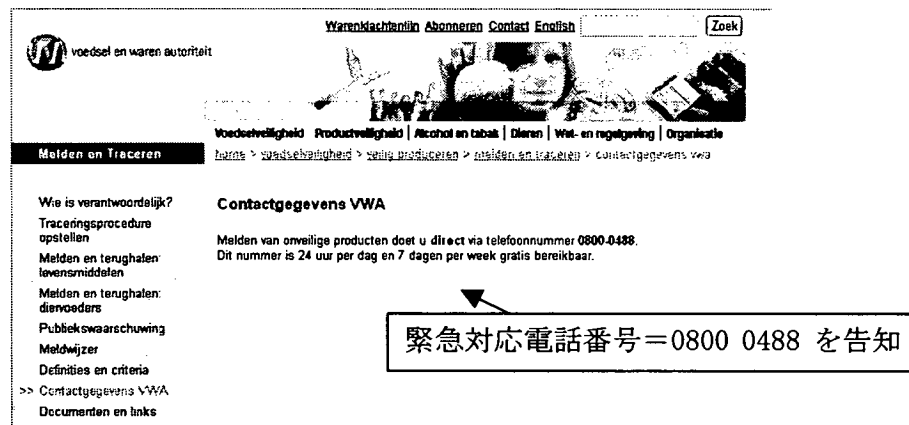 Warenklachtenlijn Abonneren Contact English Zoek
voedsel en waren autoriteit
Voedselveiligheid Productveiligheid | Alcohol en tabak | Dieren | Wet- en regelgeving | Organisatie
Melden en Traceren
home > voedselveiligheid > veilig produceren > melden en traceren > contactgegevens vwa
Wie is verantwoordelijk?
Traceringsprocedure
opstellen
Melden en terughalen:
levensmiddelen
Melden en terughalen:
diervoeders
Publiekswaarschuwing
Meldwijzer
Definities en criteria
>> Contactgegevens VWA
Documenten en links
Contactgegevens VWA
Melden van onveilige producten doet u direct via telefoonnummer 0800-0488.
Dit nummer is 24 uur per dag en 7 dagen per week gratis bereikbaar.
緊急対応電話番号=0800 0488 を告知